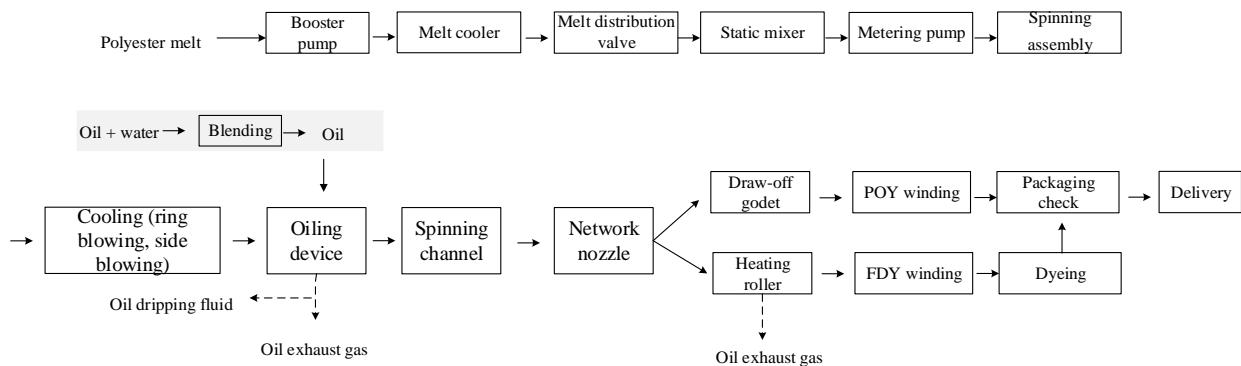 Polyester melt
Booster
pump
Melt cooler
Melt distribution
valve
Static mixer
Metering pump
Spinning
assembly
Oil + water
Blending
Oil
Cooling (ring
blowing, side
blowing)
Oiling
device
Spinning
channel
Network
nozzle
Draw-off
godet
POY winding
Packaging
check
Delivery
Heating
roller
FDY winding
Dyeing
Oil dripping fluid
Oil exhaust gas
Oil exhaust gas